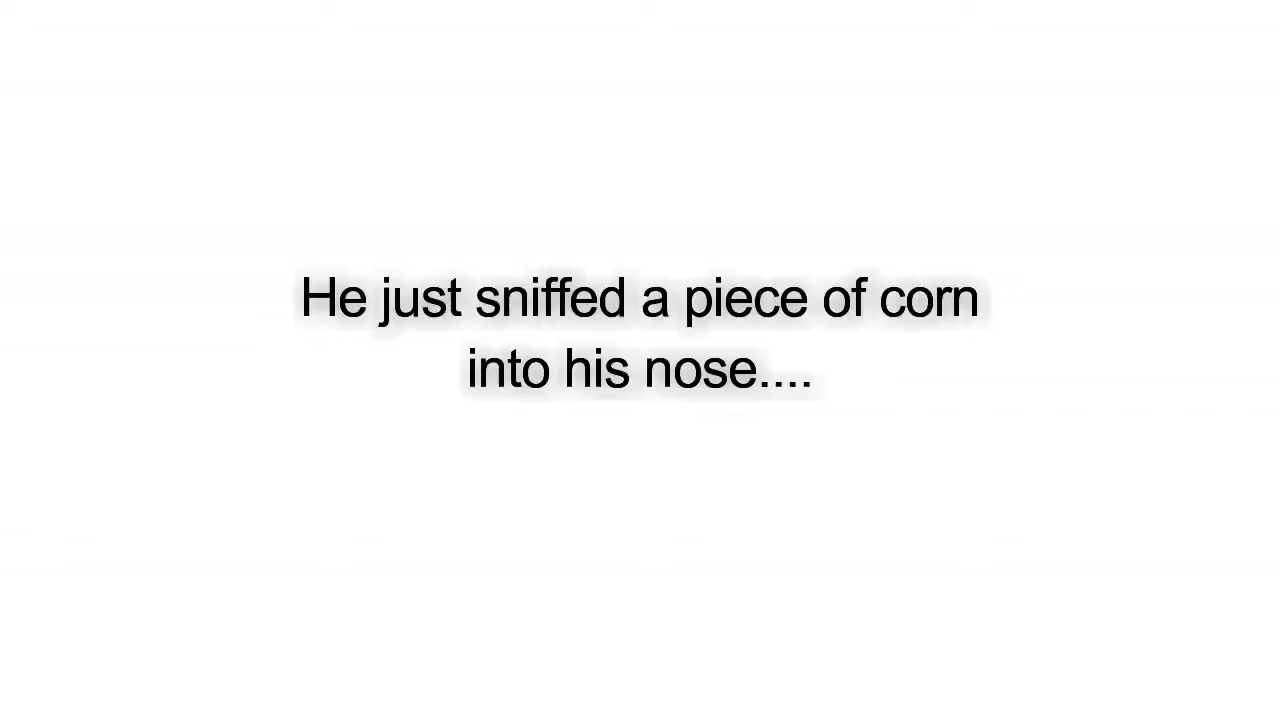 He just sniffed a piece of corn
into his nose....